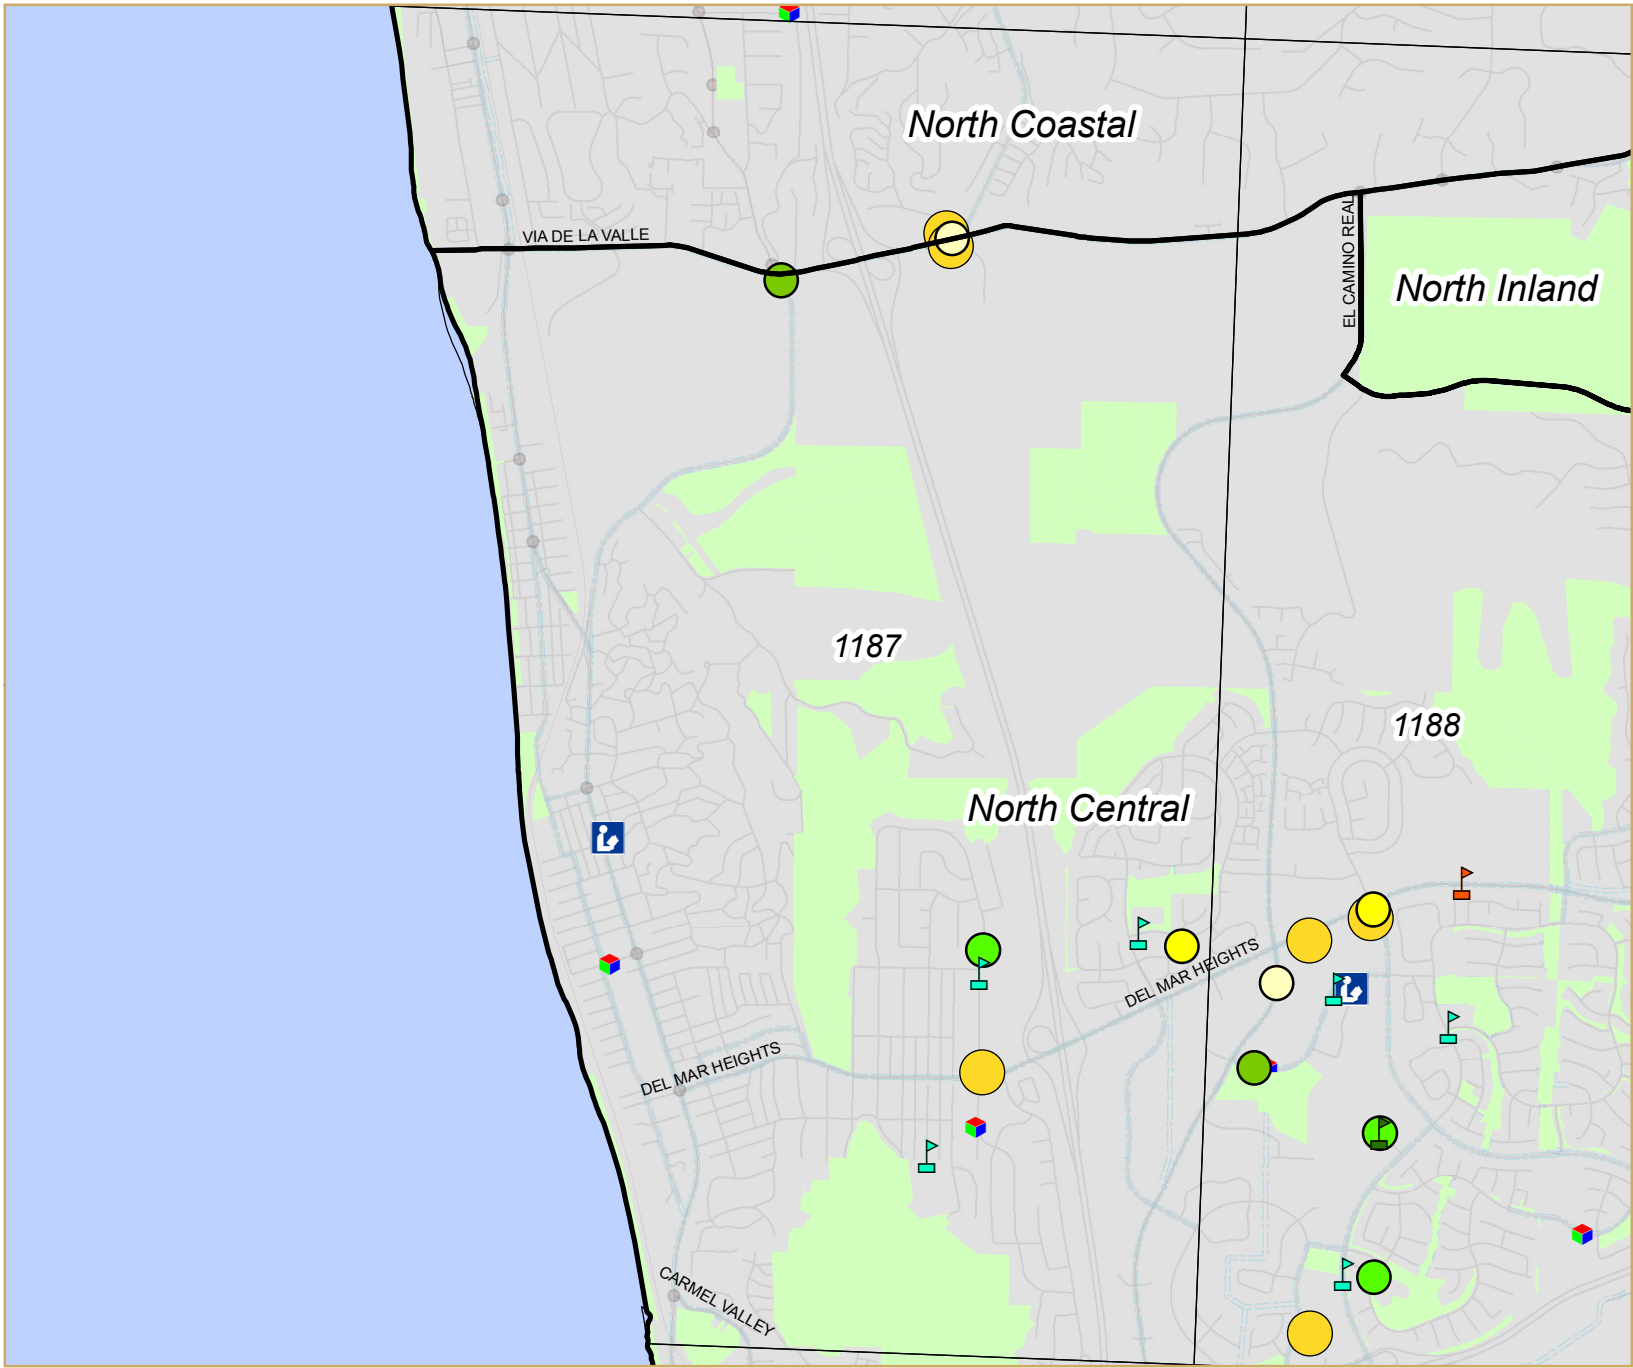 North Coastal
VIA DE LA VALLE
EL CAMINO REAL
North Inland
1187
1188
North Central
DEL MAR HEIGHTS
DEL MAR HEIGHTS
CARMEL VALLEY